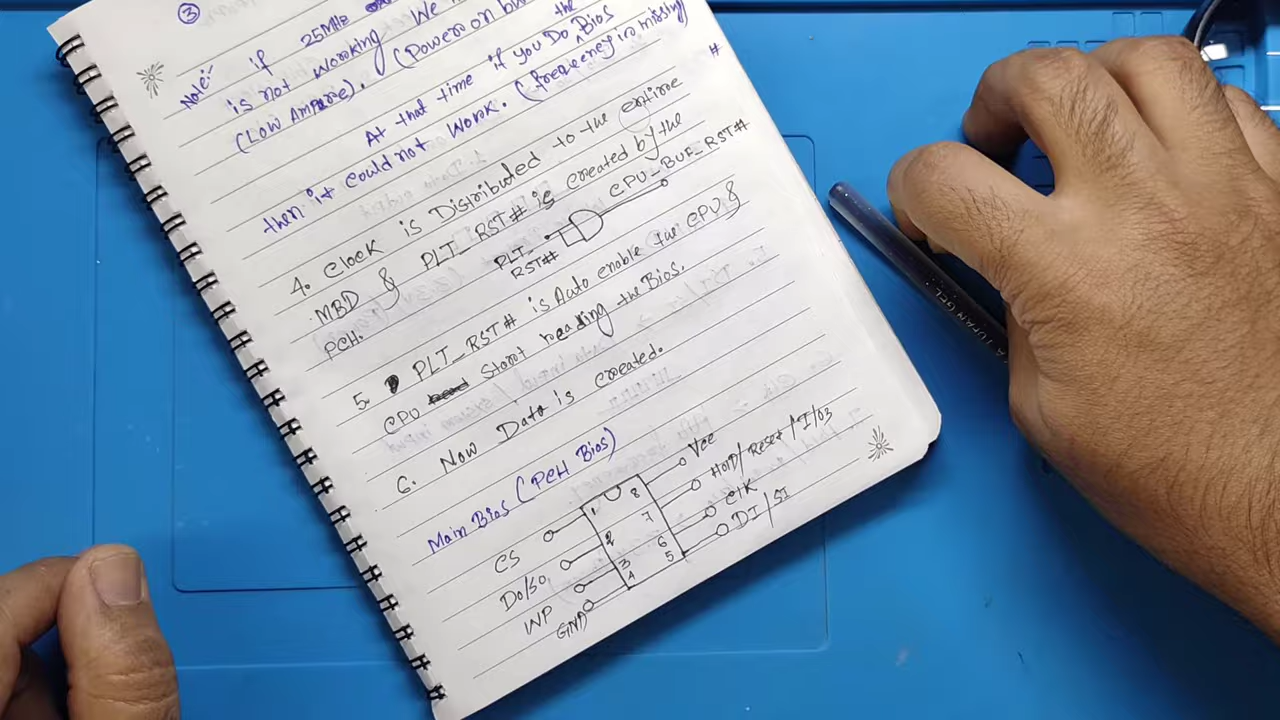 3
Note:- if 25MHz
is not working We
(Low Ampere). (Power on but
At that time if you Do, the Bios
then it could not work. (frequency is missing)
#
4. Clock is Distributed to the entire
MBD & PLT_RST# is created by the
PCH.
PLT_RST#
CPU_BUF_RST#
5. PLT_RST# is Auto enable the CPU &
CPU Start reading the Bios.
6. Now Data is created.
Main Bios (PCH Bios)
CS 1 8 Vcc
DO/SO 2 7 Hold/Reset/I/O3
WP 3 6 Clk
GND 4 5 DI/SI
TUFAN GEL